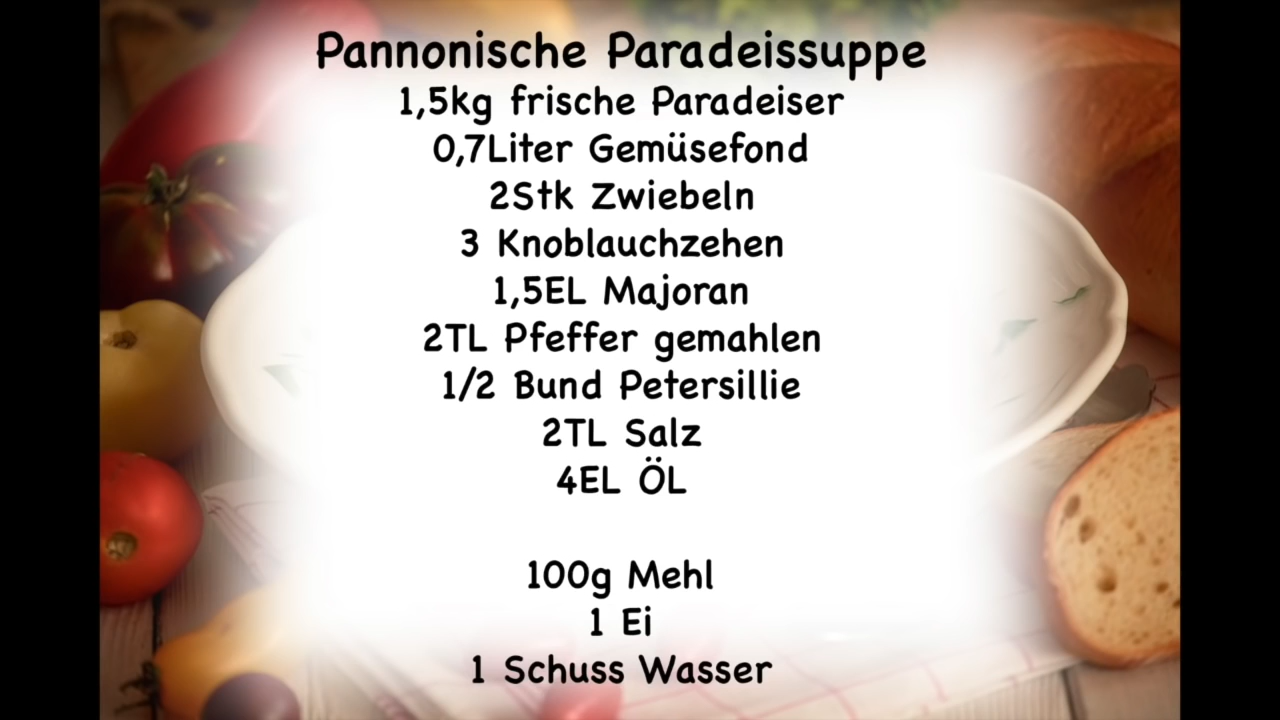 Pannonische Paradeissuppe
1,5kg frische Paradeiser
0,7Liter Gemüsefond
2Stk Zwiebeln
3 Knoblauchzehen
1,5EL Majoran
2TL Pfeffer gemahlen
1/2 Bund Petersillie
2TL Salz
4EL ÖL
100g Mehl
1 Ei
1 Schuss Wasser